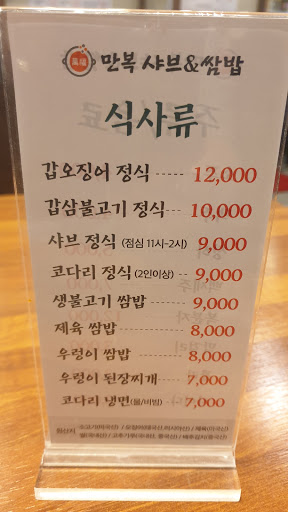 만복 샤브&쌈밥
식사류
갑오징어 정식 ---- 12,000
갑삼불고기 정식 ---- 10,000
샤브 정식 (점심 11시-2시) 9,000
코다리 정식 (2인이상) -- 9,000
생불고기 쌈밥 ------ 9,000
제육 쌈밥 ------ 8,000
우렁이 쌈밥 ------ 8,000
우렁이 된장찌개 ---- 7,000
코다리 냉면 (물/비빔) --- 7,000